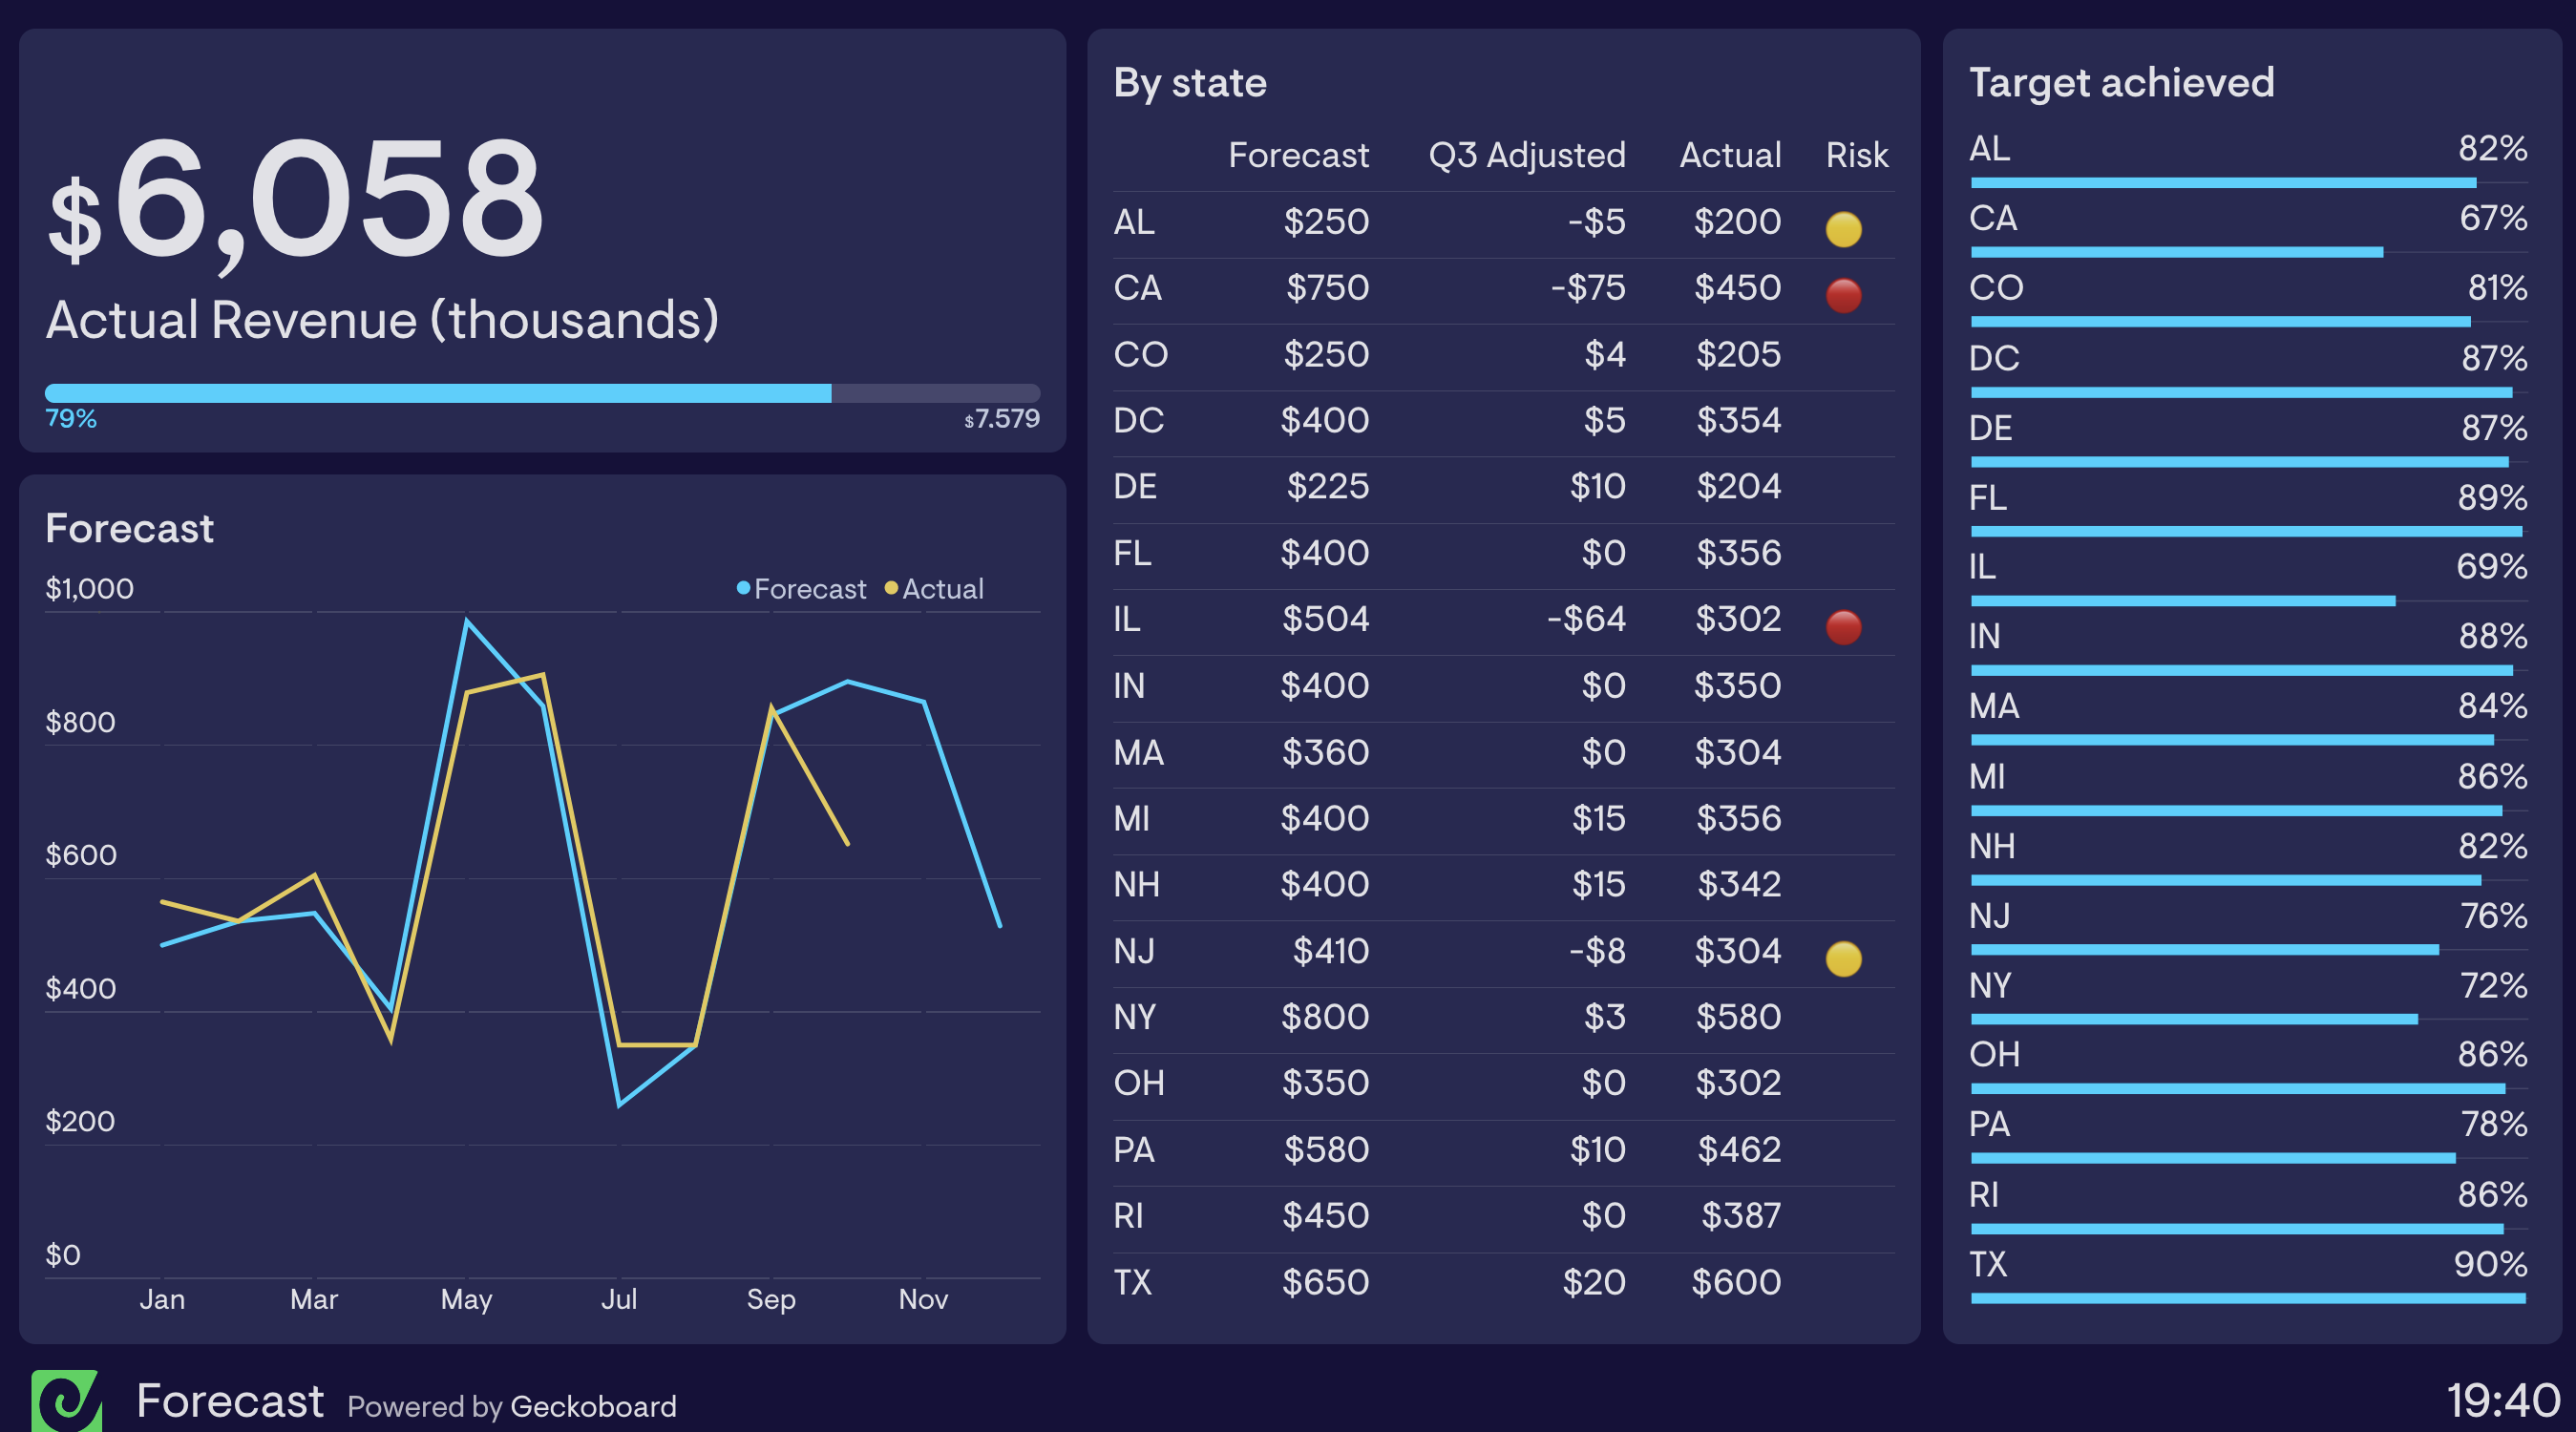 $6,058
Actual Revenue (thousands)
79% $7.579
Forecast
$1,000
Forecast Actual
$800
$600
$400
$200
$0
Jan Mar May Jul Sep Nov
By state
Forecast Q3 Adjusted Actual Risk
AL $250 -$5 $200
CA $750 -$75 $450
CO $250 $4 $205
DC $400 $5 $354
DE $225 $10 $204
FL $400 $0 $356
IL $504 -$64 $302
IN $400 $0 $350
MA $360 $0 $304
MI $400 $15 $356
NH $400 $15 $342
NJ $410 -$8 $304
NY $800 $3 $580
OH $350 $0 $302
PA $580 $10 $462
RI $450 $0 $387
TX $650 $20 $600
Target achieved
AL 82%
CA 67%
CO 81%
DC 87%
DE 87%
FL 89%
IL 69%
IN 88%
MA 84%
MI 86%
NH 82%
NJ 76%
NY 72%
OH 86%
PA 78%
RI 86%
TX 90%
Forecast Powered by Geckoboard
19:40